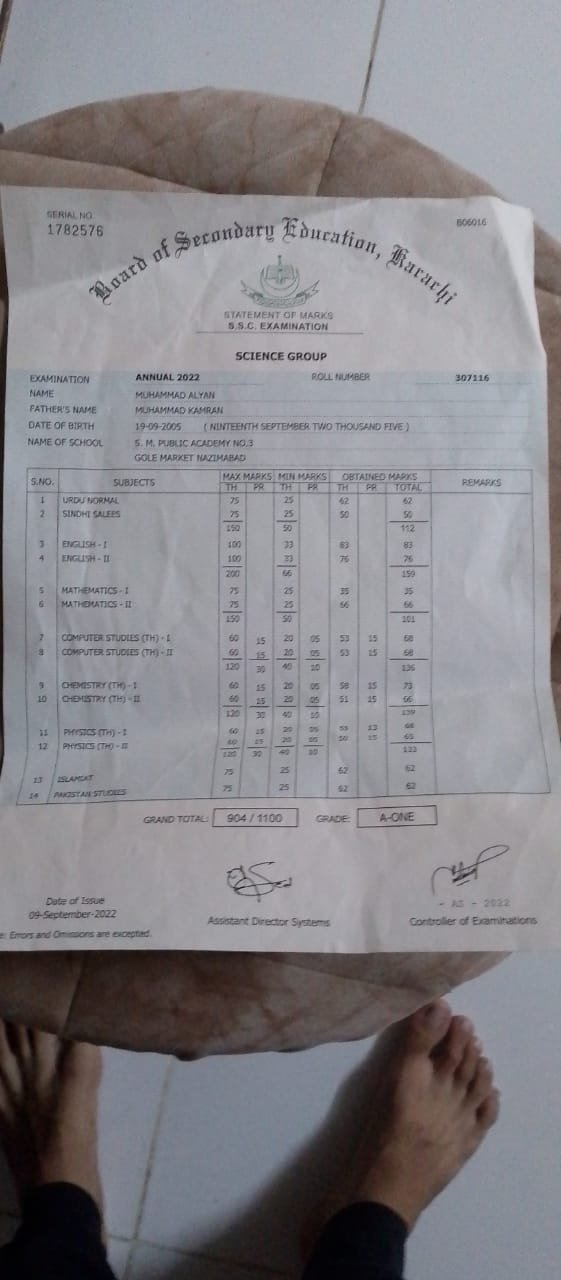 SERIAL NO
1782576
B06016
Board of Secondary Education, Karachi
STATEMENT OF MARKS
S.S.C. EXAMINATION
SCIENCE GROUP
EXAMINATION ANNUAL 2022 ROLL NUMBER 307116
NAME MUHAMMAD ALYAN
FATHER'S NAME MUHAMMAD KAMRAN
DATE OF BIRTH 19-09-2005 ( NINTEENTH SEPTEMBER TWO THOUSAND FIVE )
NAME OF SCHOOL S. M. PUBLIC ACADEMY NO.3
GOLE MARKET NAZIMABAD
S.NO. SUBJECTS MAX MARKS MIN MARKS OBTAINED MARKS REMARKS
TH PR TH PR TH PR TOTAL
1 URDU NORMAL 75 25 62 62
2 SINDHI SALEES 75 25 50 50
150 50 112
3 ENGLISH - I 100 33 83 83
4 ENGLISH - II 100 33 76 76
200 66 159
5 MATHEMATICS - I 75 25 35 35
6 MATHEMATICS - II 75 25 66 66
150 50 101
7 COMPUTER STUDIES (TH) - I 60 15 20 05 53 15 68
8 COMPUTER STUDIES (TH) - II 60 15 20 05 53 15 68
120 30 40 10 136
9 CHEMISTRY (TH) - I 60 15 20 05 58 15 73
10 CHEMISTRY (TH) - II 60 15 20 05 51 15 66
120 30 40 10 139
11 PHYSICS (TH) - I 60 15 20 05 55 13 68
12 PHYSICS (TH) - II 60 15 20 05 50 15 65
120 30 40 10 133
13 ISLAMIAT 75 25 62 62
14 PAKISTAN STUDIES 75 25 62 62
GRAND TOTAL: 904 / 1100 GRADE: A-ONE
- AS - 2022
Date of Issue
09-September-2022
Assistant Director Systems
Controller of Examinations
e: Errors and Omissions are excepted.